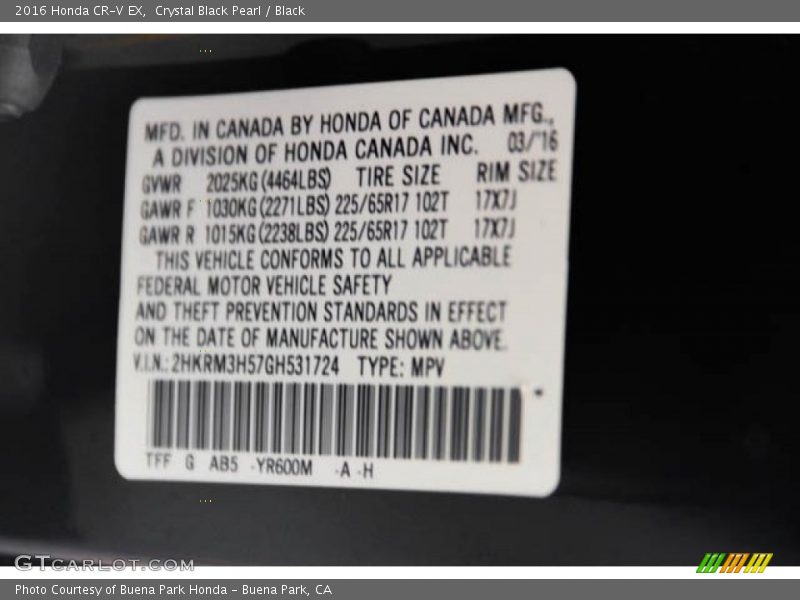 2016 Honda CR-V EX, Crystal Black Pearl / Black
MFD. IN CANADA BY HONDA OF CANADA MFG.,
A DIVISION OF HONDA CANADA INC. 03/'16
GVWR 2025KG(4464LBS) TIRE SIZE RIM SIZE
GAWR F 1030KG(2271LBS) 225/65R17 102T 17X7J
GAWR R 1015KG(2238LBS) 225/65R17 102T 17X7J
THIS VEHICLE CONFORMS TO ALL APPLICABLE
FEDERAL MOTOR VEHICLE SAFETY
AND THEFT PREVENTION STANDARDS IN EFFECT
ON THE DATE OF MANUFACTURE SHOWN ABOVE.
V.I.N.: 2HKRM3H57GH531724 TYPE: MPV
TFF G AB5 -YR600M -A -H
GTCARLOT.COM
Photo Courtesy of Buena Park Honda - Buena Park, CA